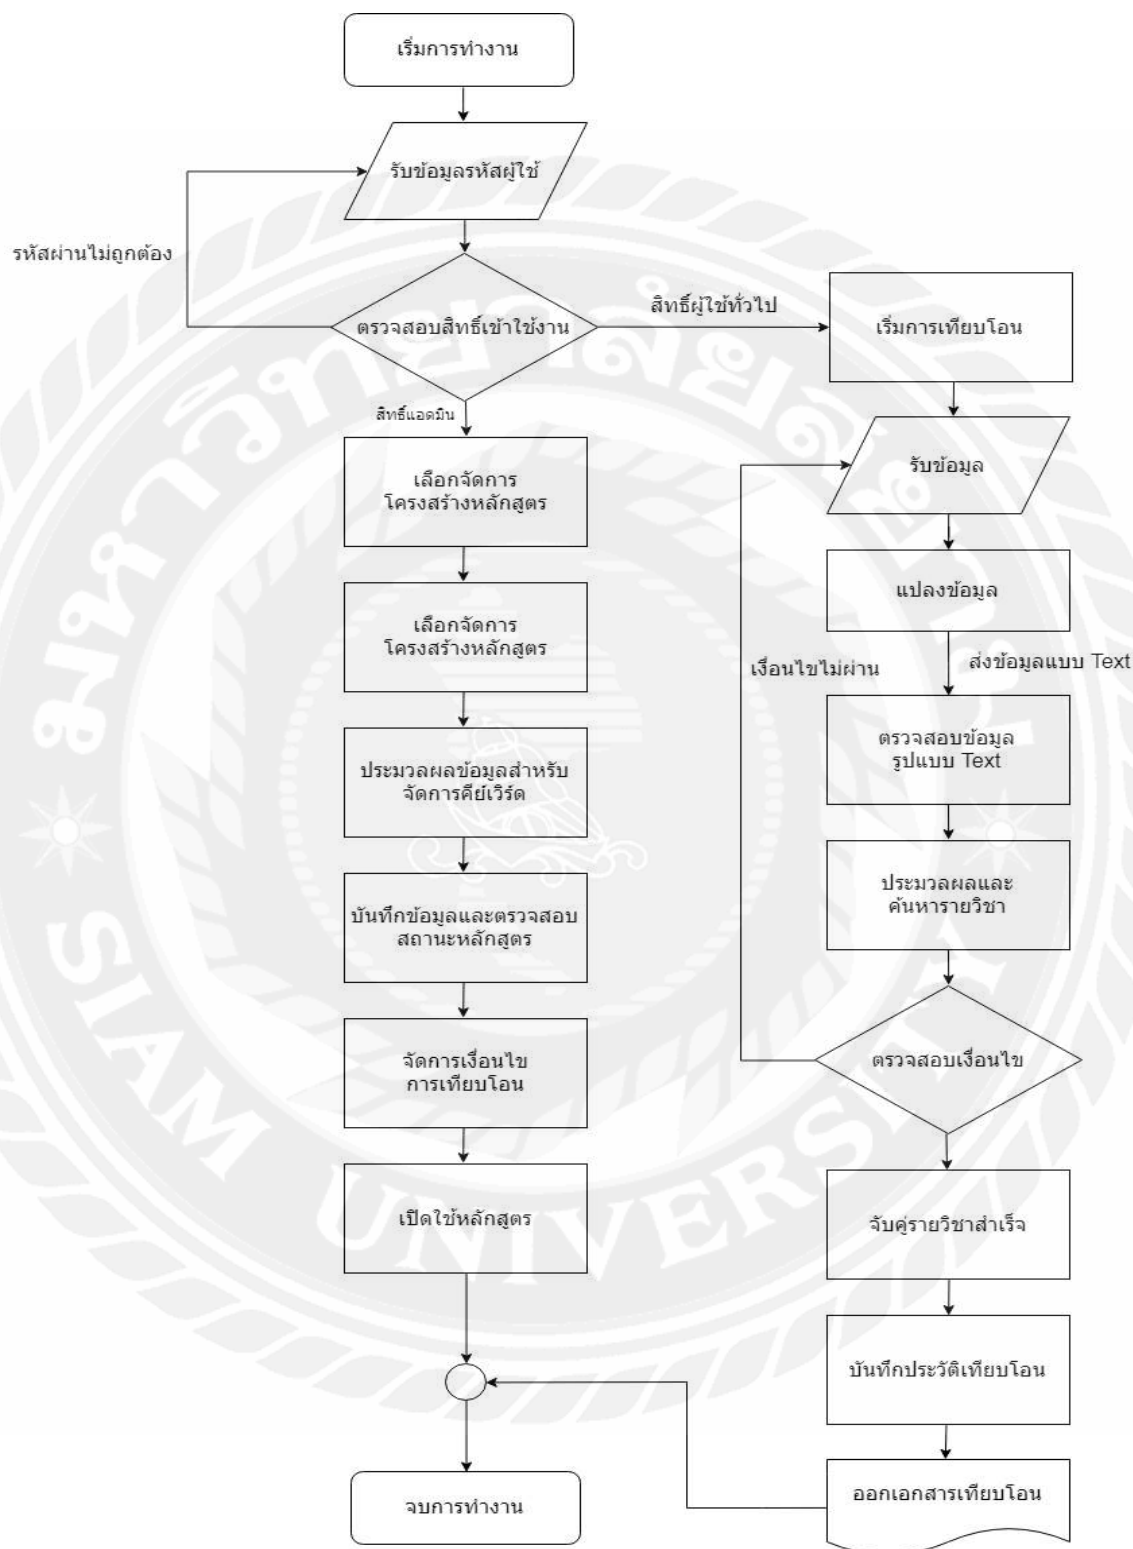 เริ่มการทำงาน
รับข้อมูลรหัสผู้ใช้
รหัสผ่านไม่ถูกต้อง
ตรวจสอบสิทธิ์เข้าใช้งาน
สิทธิ์ผู้ใช้ทั่วไป
สิทธิ์แอดมิน
เลือกจัดการ
โครงสร้างหลักสูตร
เลือกจัดการ
โครงสร้างหลักสูตร
ประมวลผลข้อมูลสำหรับ
จัดการคีย์เวิร์ด
บันทึกข้อมูลและตรวจสอบ
สถานะหลักสูตร
จัดการเงื่อนไข
การเทียบโอน
เปิดใช้หลักสูตร
จบการทำงาน
เริ่มการเทียบโอน
รับข้อมูล
แปลงข้อมูล
ส่งข้อมูลแบบ Text
เงื่อนไขไม่ผ่าน
ตรวจสอบข้อมูล
รูปแบบ Text
ประมวลผลและ
ค้นหารายวิชา
ตรวจสอบเงื่อนไข
จับคู่รายวิชาสำเร็จ
บันทึกประวัติเทียบโอน
ออกเอกสารเทียบโอน
มหาวิทยาลัยสยาม
SIAM UNIVERSITY